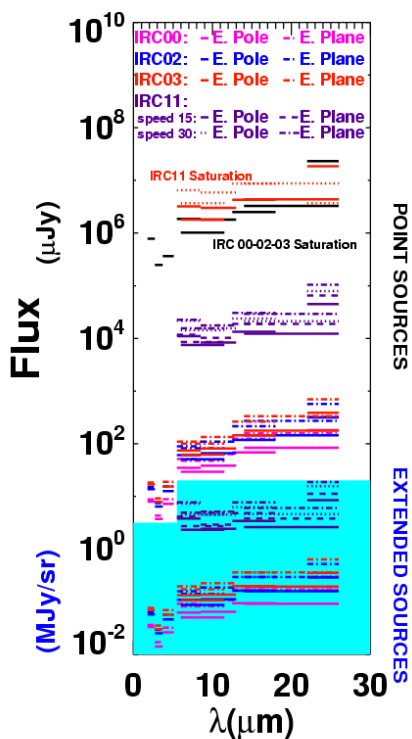 10^10
IRC00: E. Pole E. Plane
IRC02: E. Pole E. Plane
IRC03: E. Pole E. Plane
IRC11:
speed 15: E. Pole E. Plane
speed 30: E. Pole E. Plane
10^8
IRC11 Saturation
10^6
IRC 00-02-03 Saturation
10^4
10^2
10^0
10^-2
Flux (μJy)
(MJy/sr)
POINT SOURCES
EXTENDED SOURCES
0 10 20 30
λ(μm)